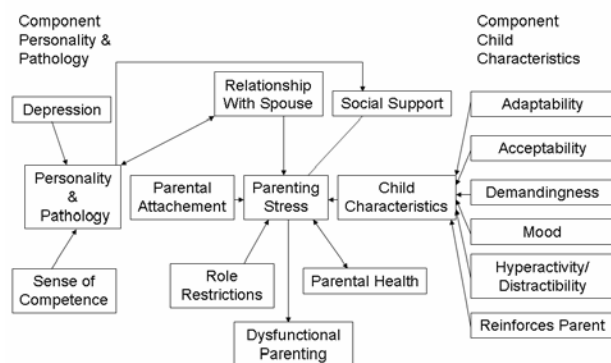 Component
Personality &
Pathology
Component
Child
Characteristics
Relationship
With Spouse
Social Support
Depression
Adaptability
Acceptability
Personality
&
Pathology
Parental
Attachement
Parenting
Stress
Child
Characteristics
Demandingness
Mood
Sense of
Competence
Role
Restrictions
Parental Health
Hyperactivity/
Distractibility
Reinforces Parent
Dysfunctional
Parenting